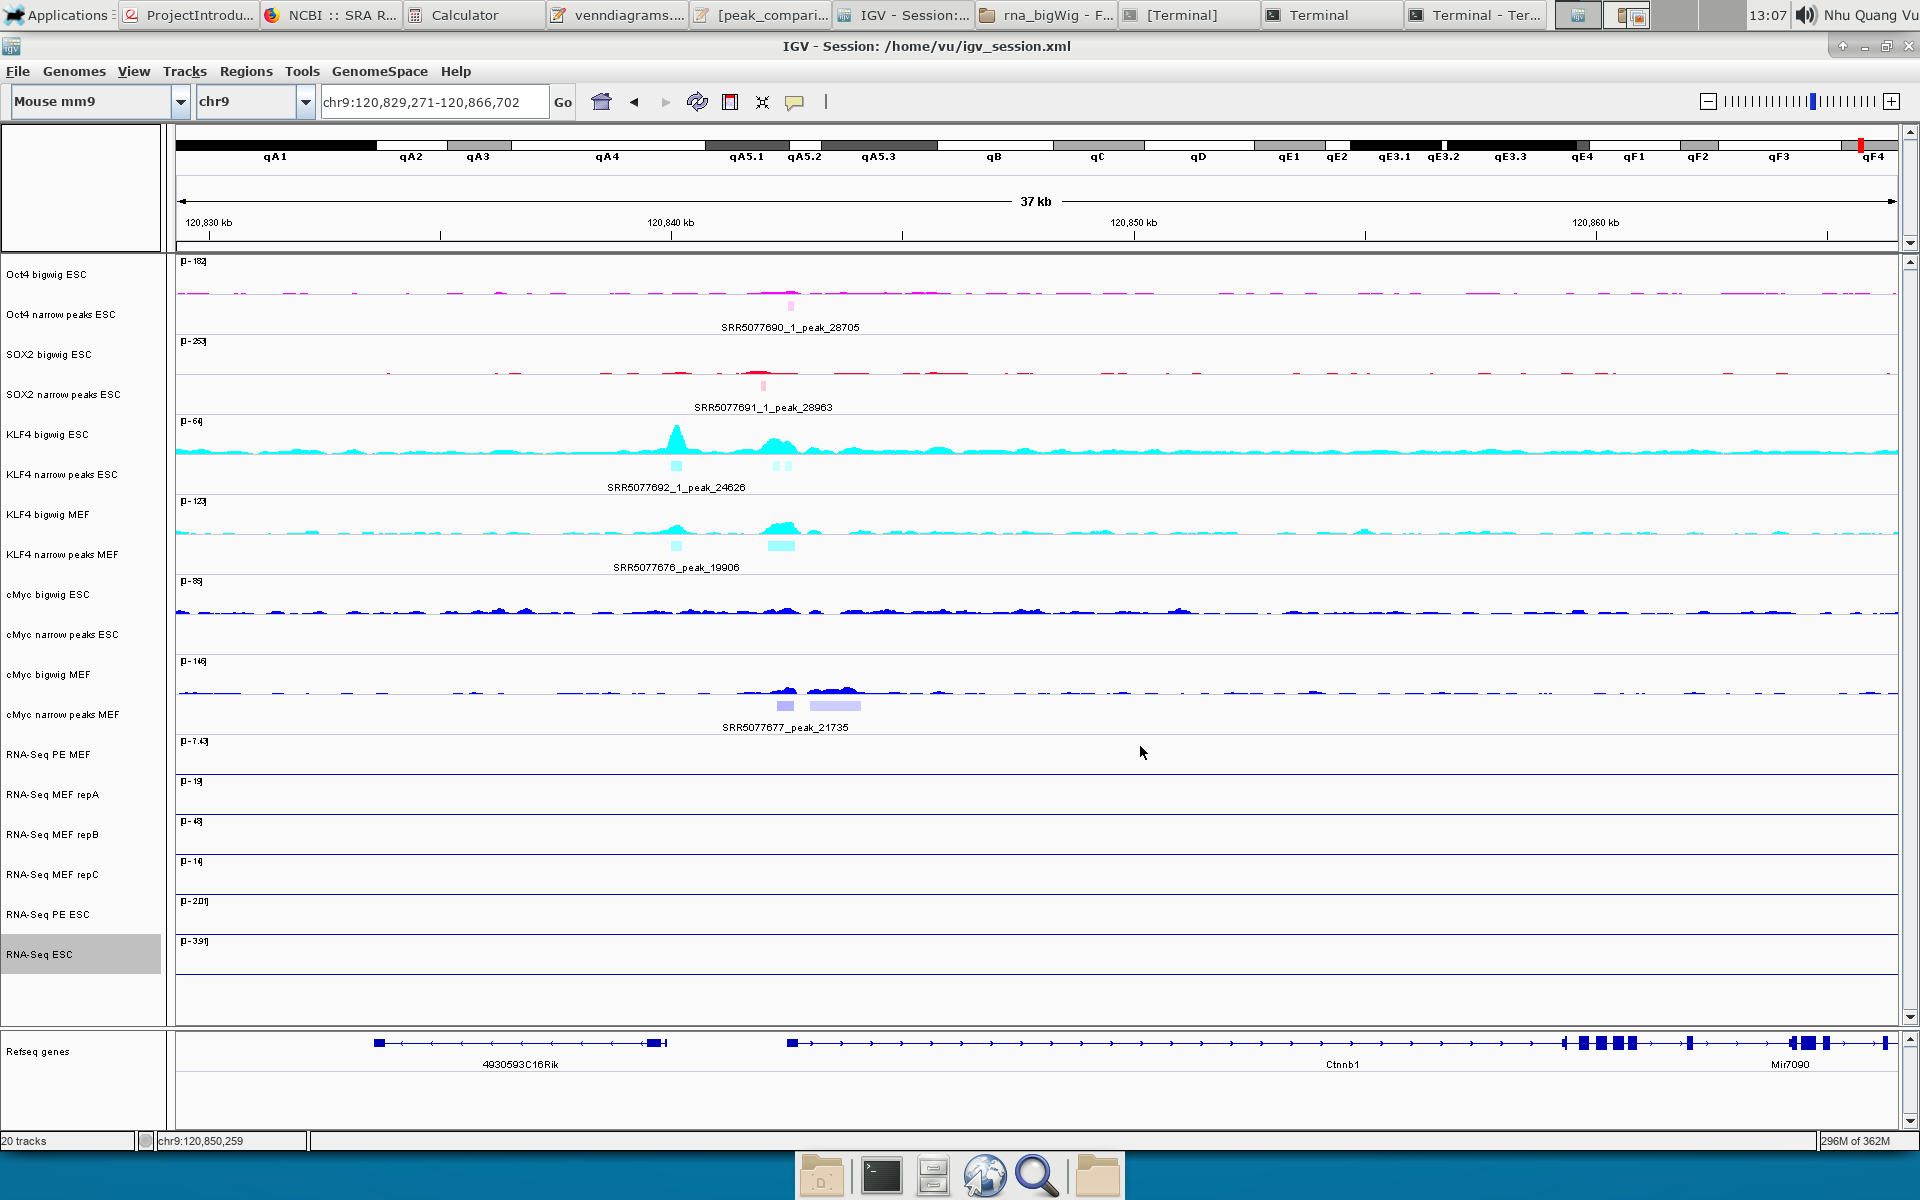 Applications ProjectIntrodu... NCBI :: SRA R... Calculator venndiagrams.... [peak_compari... IGV - Session:... rna_bigWig - F... [Terminal] Terminal Terminal - Ter... 13:07 Nhu Quang Vu
IGV - Session: /home/vu/igv_session.xml
File Genomes View Tracks Regions Tools GenomeSpace Help
Mouse mm9 chr9 chr9:120,829,271-120,866,702 Go
qA1 qA2 qA3 qA4 qA5.1 qA5.2 qA5.3 qB qC qD qE1 qE2 qE3.1 qE3.2 qE3.3 qE4 qF1 qF2 qF3 qF4
37 kb
120,830 kb 120,840 kb 120,850 kb 120,860 kb
[0 - 182]
Oct4 bigwig ESC
Oct4 narrow peaks ESC
SRR5077690_1_peak_28705
[0 - 253]
SOX2 bigwig ESC
SOX2 narrow peaks ESC
SRR5077691_1_peak_28963
[0 - 64]
KLF4 bigwig ESC
KLF4 narrow peaks ESC
SRR5077692_1_peak_24626
[0 - 123]
KLF4 bigwig MEF
KLF4 narrow peaks MEF
SRR5077676_peak_19906
[0 - 85]
cMyc bigwig ESC
cMyc narrow peaks ESC
[0 - 146]
cMyc bigwig MEF
cMyc narrow peaks MEF
SRR5077677_peak_21735
[0 - 7.43]
RNA-Seq PE MEF
[0 - 19]
RNA-Seq MEF repA
[0 - 48]
RNA-Seq MEF repB
[0 - 14]
RNA-Seq MEF repC
[0 - 2.01]
RNA-Seq PE ESC
[0 - 3.91]
RNA-Seq ESC
Refseq genes
4930593C16Rik Ctnnb1 Mir7090
20 tracks chr9:120,850,259 296M of 362M